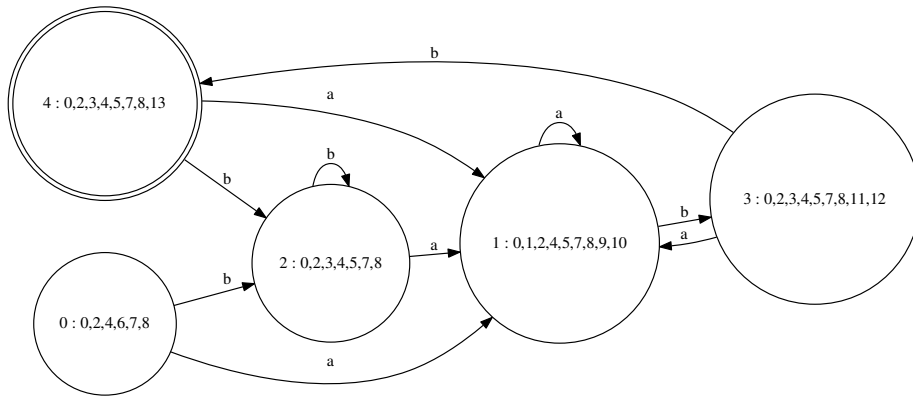 b
4 : 0,2,3,4,5,7,8,13
a
a
b
b
3 : 0,2,3,4,5,7,8,11,12
b
1 : 0,1,2,4,5,7,8,9,10
a
a
2 : 0,2,3,4,5,7,8
b
0 : 0,2,4,6,7,8
a